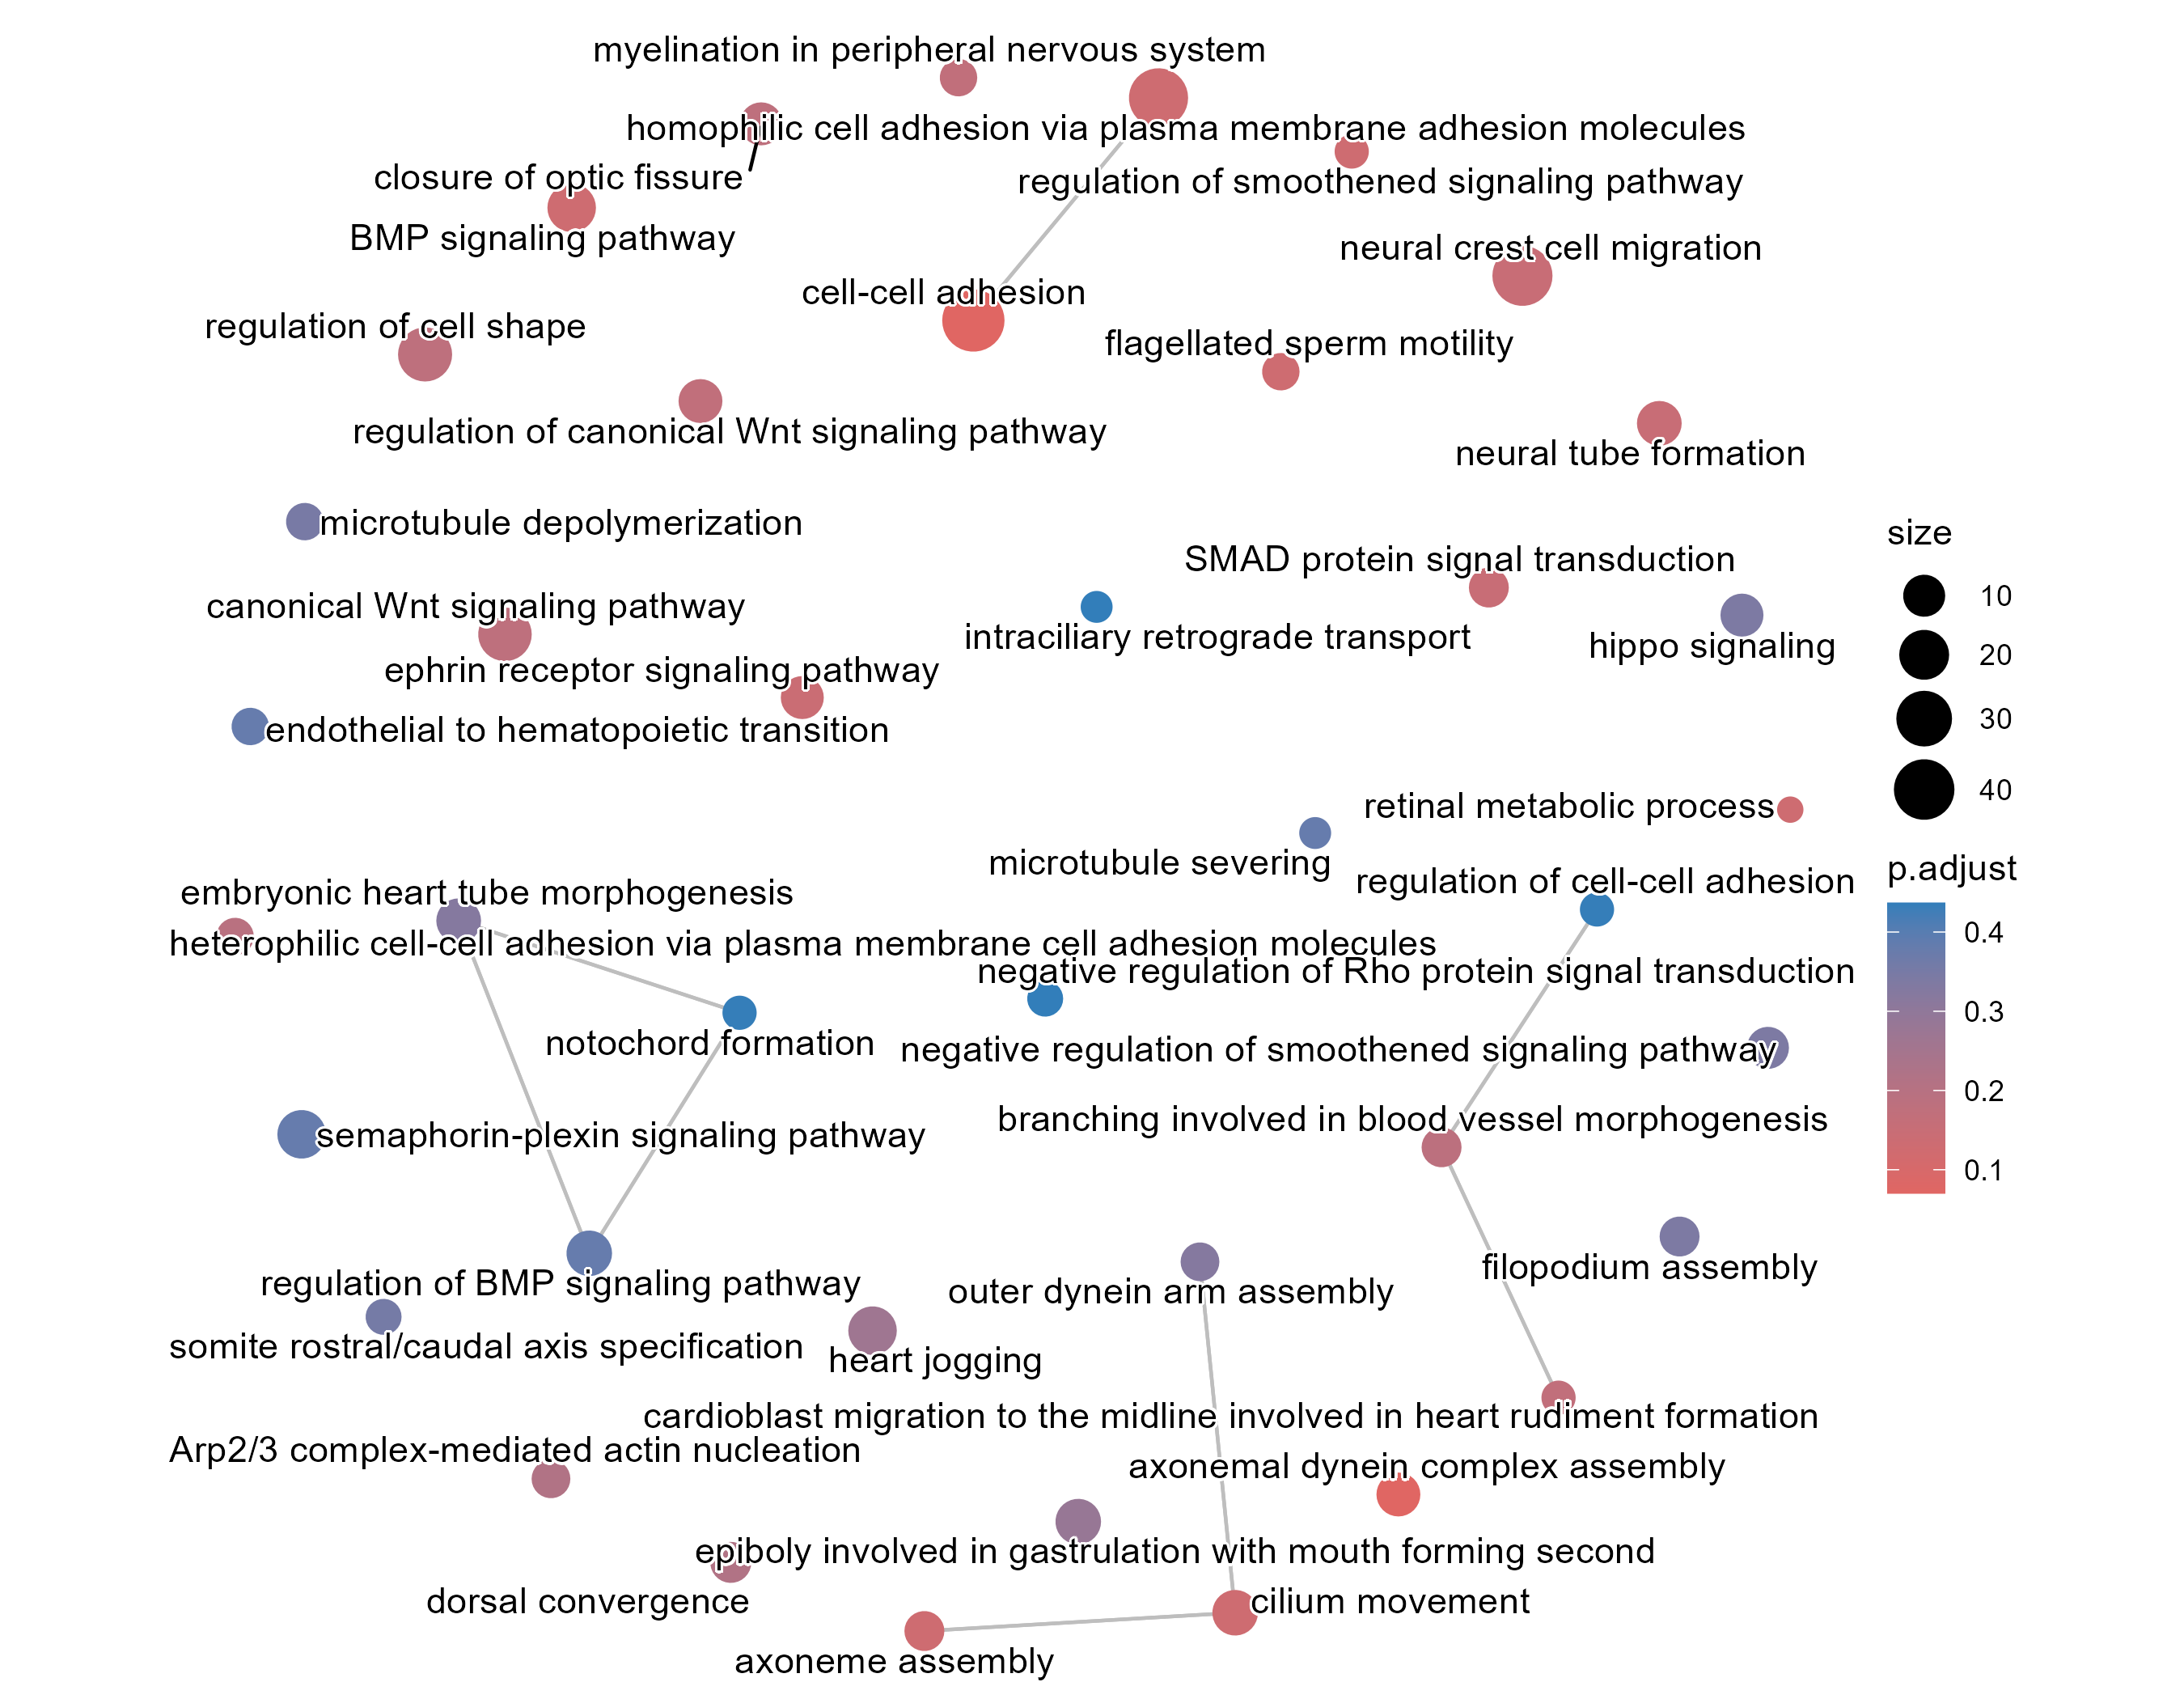 myelination in peripheral nervous system
homophilic cell adhesion via plasma membrane adhesion molecules
closure of optic fissure
regulation of smoothened signaling pathway
BMP signaling pathway
neural crest cell migration
cell-cell adhesion
regulation of cell shape
flagellated sperm motility
regulation of canonical Wnt signaling pathway
neural tube formation
microtubule depolymerization
SMAD protein signal transduction
canonical Wnt signaling pathway
intraciliary retrograde transport
hippo signaling
ephrin receptor signaling pathway
endothelial to hematopoietic transition
retinal metabolic process
microtubule severing
regulation of cell-cell adhesion
embryonic heart tube morphogenesis
heterophilic cell-cell adhesion via plasma membrane cell adhesion molecules
negative regulation of Rho protein signal transduction
notochord formation
negative regulation of smoothened signaling pathway
branching involved in blood vessel morphogenesis
semaphorin-plexin signaling pathway
filopodium assembly
regulation of BMP signaling pathway
outer dynein arm assembly
somite rostral/caudal axis specification
heart jogging
cardioblast migration to the midline involved in heart rudiment formation
Arp2/3 complex-mediated actin nucleation
axonemal dynein complex assembly
epiboly involved in gastrulation with mouth forming second
dorsal convergence
cilium movement
axoneme assembly
size
10
20
30
40
p.adjust
0.4
0.3
0.2
0.1